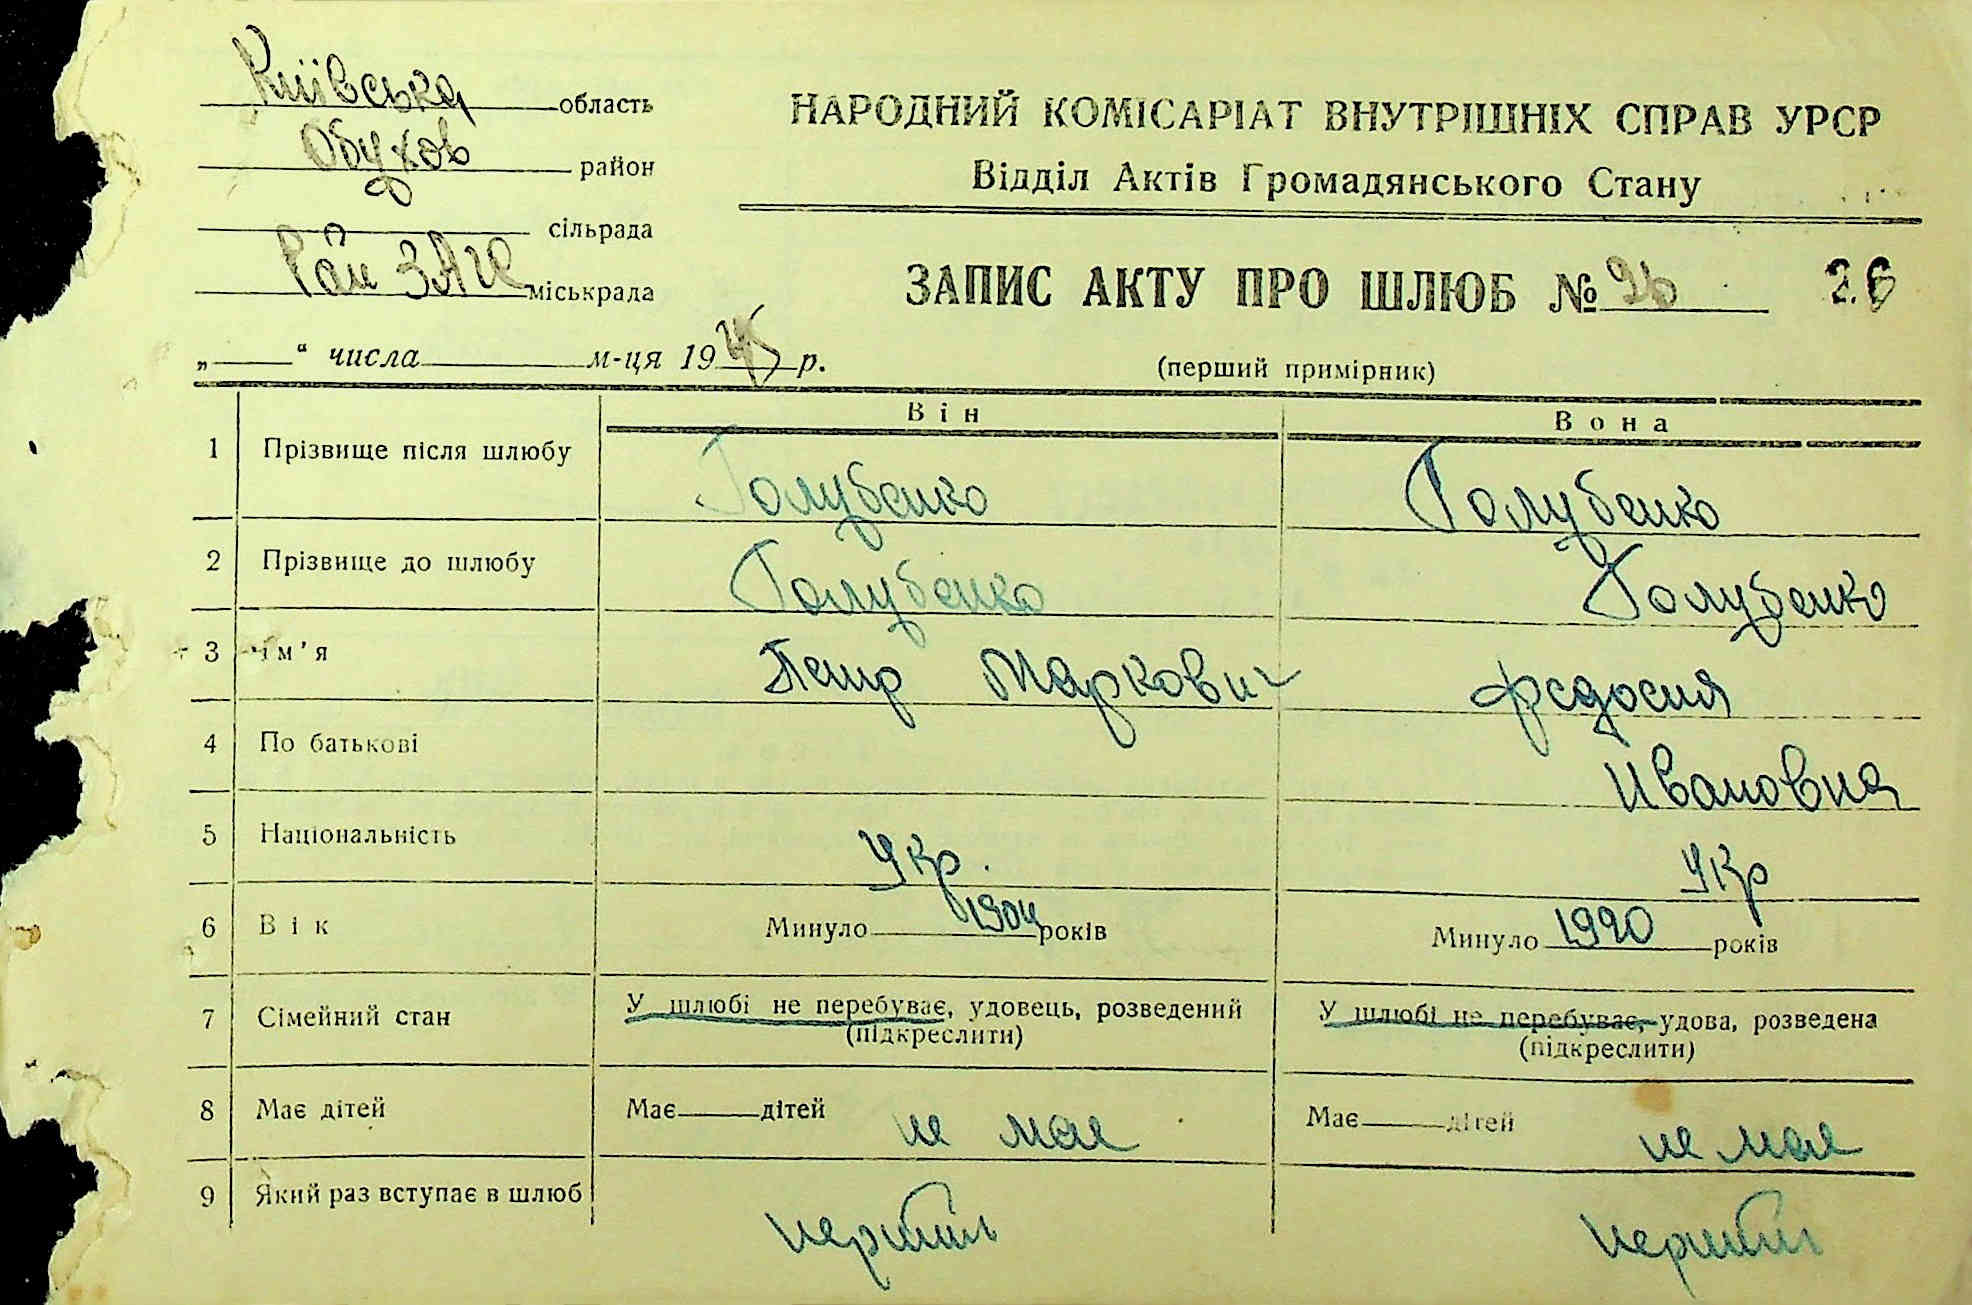 Київська область
Обухов район
сільрада
Рай ЗАГС міськрада
„ “ числа м-ця 1945 р.
НАРОДНИЙ КОМІСАРІАТ ВНУТРІШНІХ СПРАВ УРСР
Відділ Актів Громадянського Стану
ЗАПИС АКТУ ПРО ШЛЮБ № 26 26
(перший примірник)
Він Вона
1 Прізвище після шлюбу Голубенко Голубенко
2 Прізвище до шлюбу Голубенко Голубенко
3 ім’я Петр Маркович Федосия
4 По батькові Ивановна
5 Національність Укр. Укр
6 Вік Минуло 1904 років Минуло 1920 років
7 Сімейний стан У шлюбі не перебуває, удовець, розведений У шлюбі не перебуває, удова, розведена
(підкреслити) (підкреслити)
8 Має дітей Має дітей не має Має дітей не має
9 Який раз вступає в шлюб перший перший